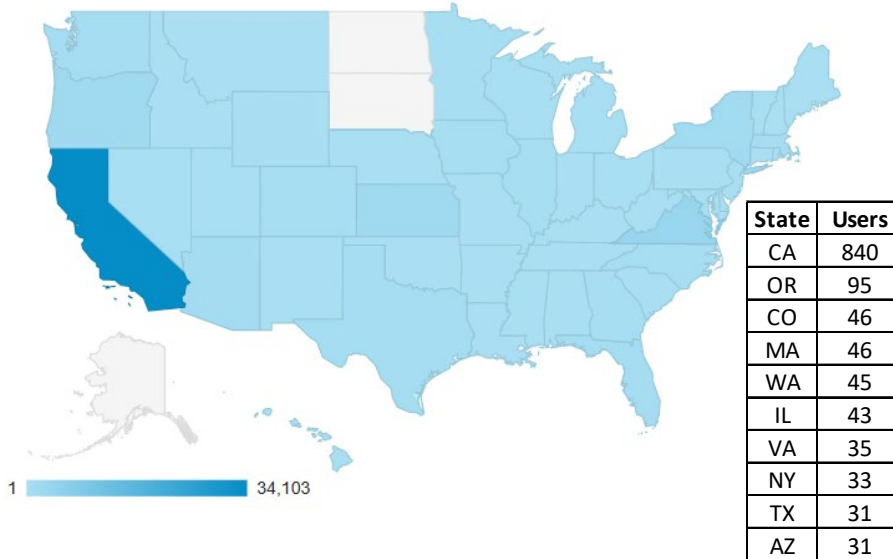 State Users
CA 840
OR 95
CO 46
MA 46
WA 45
IL 43
VA 35
NY 33
TX 31
AZ 31
1 34,103